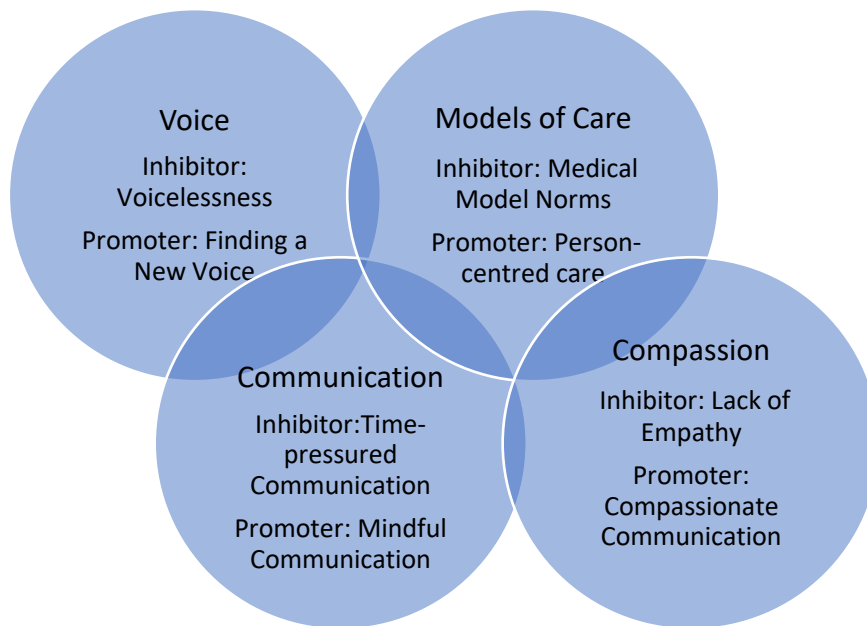 Voice
Inhibitor:
Voicelessness
Promoter: Finding a
New Voice
Models of Care
Inhibitor: Medical
Model Norms
Promoter: Person-
centred care
Communication
Inhibitor:Time-
pressured
Communication
Promoter: Mindful
Communication
Compassion
Inhibitor: Lack of
Empathy
Promoter:
Compassionate
Communication